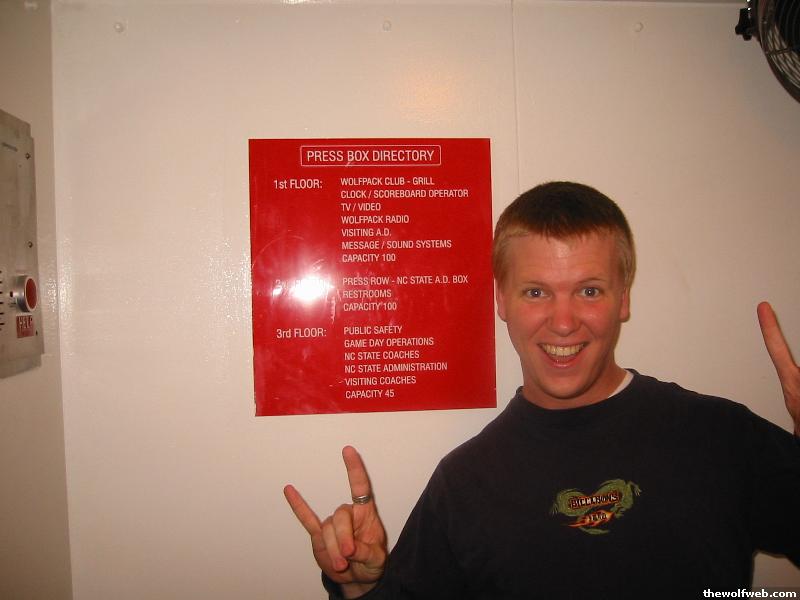 PRESS BOX DIRECTORY
1st FLOOR: WOLFPACK CLUB - GRILL
CLOCK / SCOREBOARD OPERATOR
TV / VIDEO
WOLFPACK RADIO
VISITING A.D.
MESSAGE / SOUND SYSTEMS
CAPACITY 100
PRESS ROW - NC STATE A.D. BOX
RESTROOMS
CAPACITY 100
3rd FLOOR: PUBLIC SAFETY
GAME DAY OPERATIONS
NC STATE COACHES
NC STATE ADMINISTRATION
VISITING COACHES
CAPACITY 45
HELP
thewolfweb.com